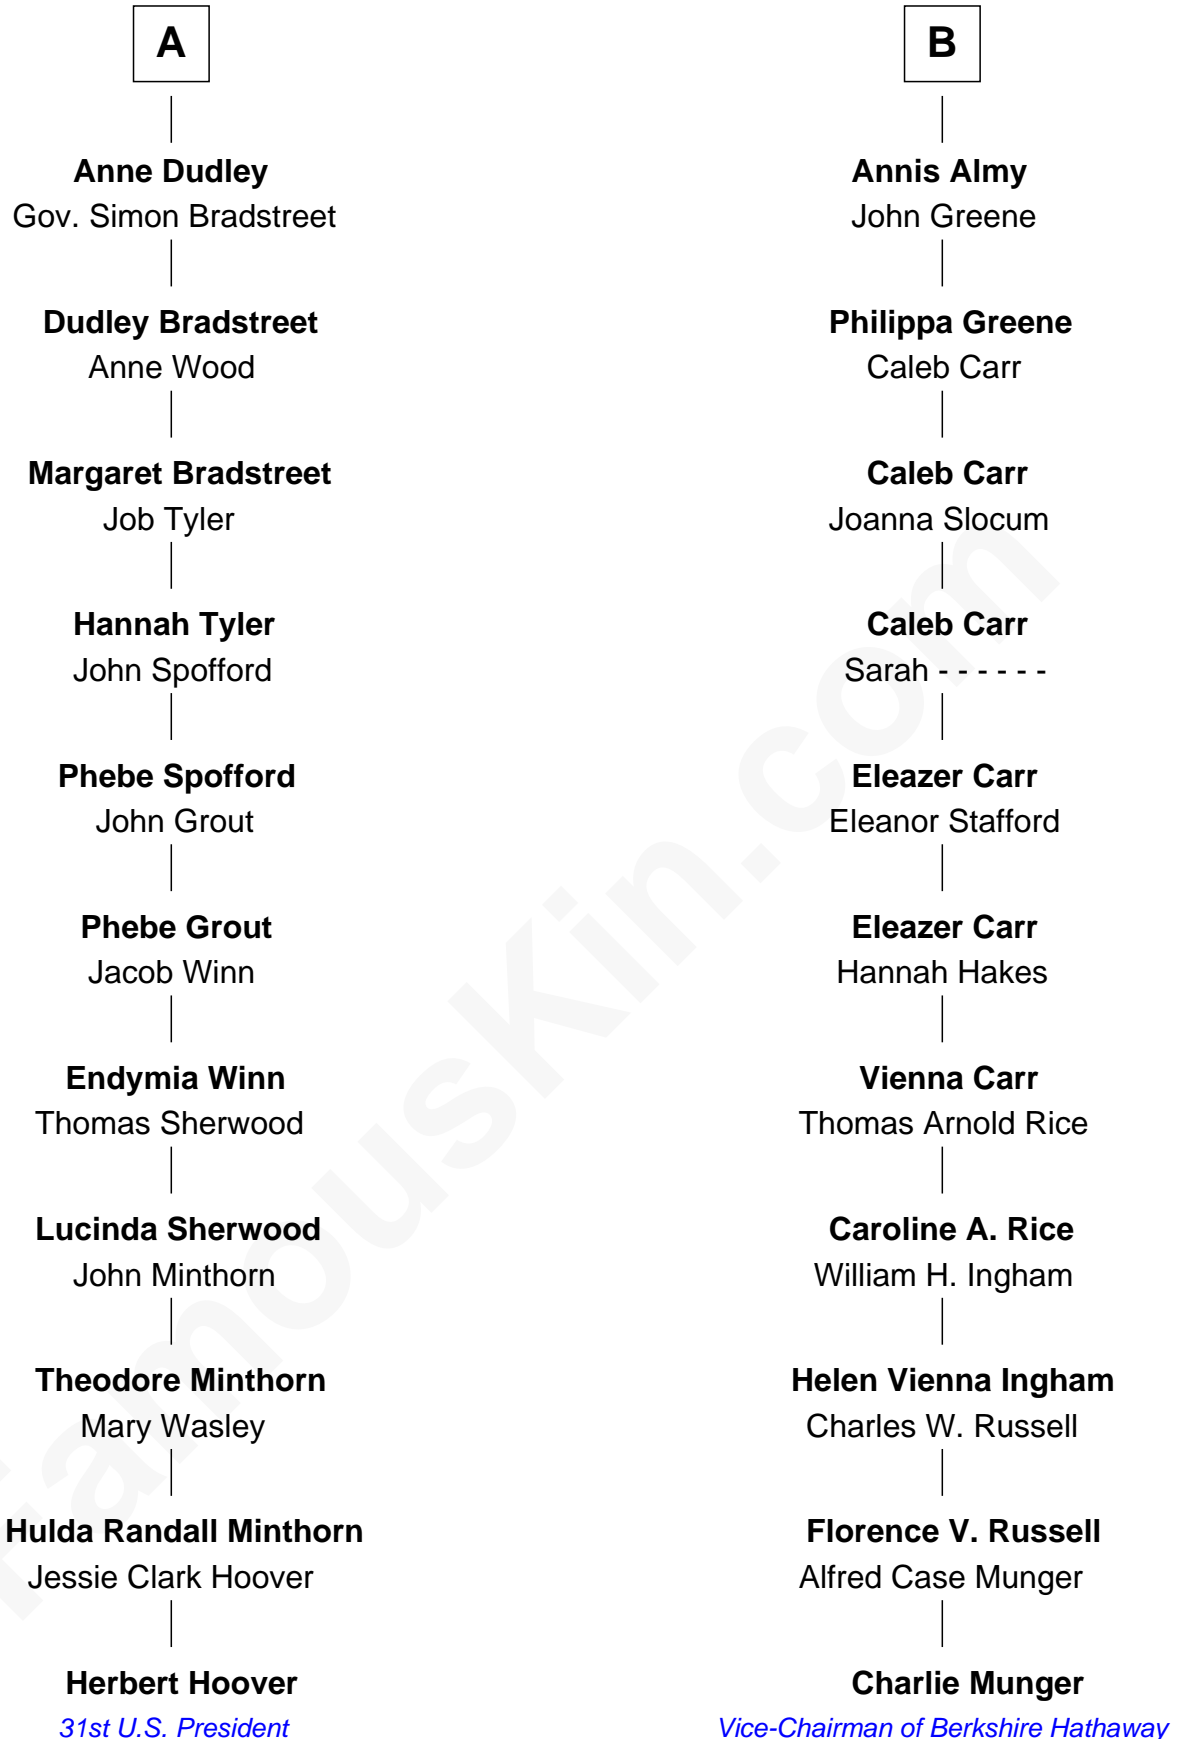 A
Anne Dudley
Gov. Simon Bradstreet
Dudley Bradstreet
Anne Wood
Margaret Bradstreet
Job Tyler
Hannah Tyler
John Spofford
Phebe Spofford
John Grout
Phebe Grout
Jacob Winn
Endymia Winn
Thomas Sherwood
Lucinda Sherwood
John Minthorn
Theodore Minthorn
Mary Wasley
Hulda Randall Minthorn
Jessie Clark Hoover
Herbert Hoover
31st U.S. President
B
Annis Almy
John Greene
Philippa Greene
Caleb Carr
Caleb Carr
Joanna Slocum
Caleb Carr
Sarah - - - - - -
Eleazer Carr
Eleanor Stafford
Eleazer Carr
Hannah Hakes
Vienna Carr
Thomas Arnold Rice
Caroline A. Rice
William H. Ingham
Helen Vienna Ingham
Charles W. Russell
Florence V. Russell
Alfred Case Munger
Charlie Munger
Vice-Chairman of Berkshire Hathaway
FamousKin.com